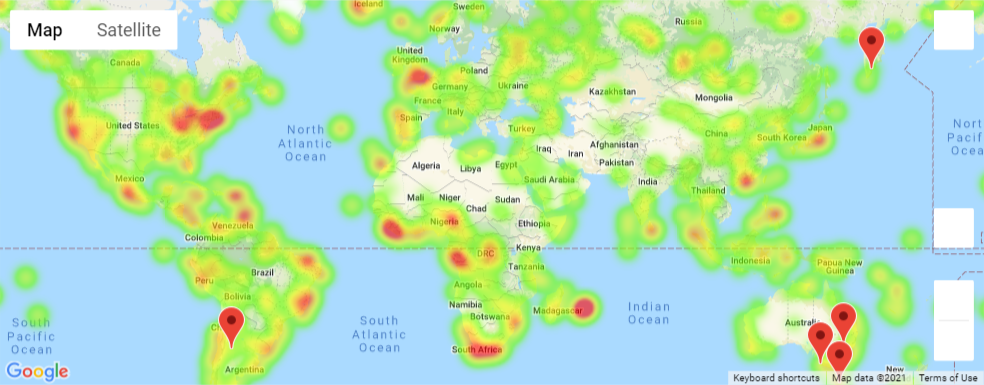 Map
Satellite
Iceland
Sweden
Norway
Russia
Canada
United
Kingdom
Poland
Germany
Ukraine
France
Kazakhstan
Mongolia
Italy
Spain
United States
North
Atlantic
Ocean
Turkey
China
South Korea
Japan
North
Pacif
Ocea
Algeria
Libya
Egypt
Iraq
Iran
Afghanistan
Pakistan
Saudi Arabia
India
Mexico
Mali
Niger
Chad
Sudan
Thailand
Venezuela
Nigeria
Ethiopia
Colombia
Kenya
DRC
Indonesia
Papua New
Guinea
Brazil
Tanzania
Peru
Angola
Bolivia
Namibia
Botswana
Madagascar
Indian
Ocean
South
Pacific
Ocean
Ch
South
Atlantic
Ocean
Austral
South Africa
Argentina
New
Google
Keyboard shortcuts
Map data ©2021
Terms of Use